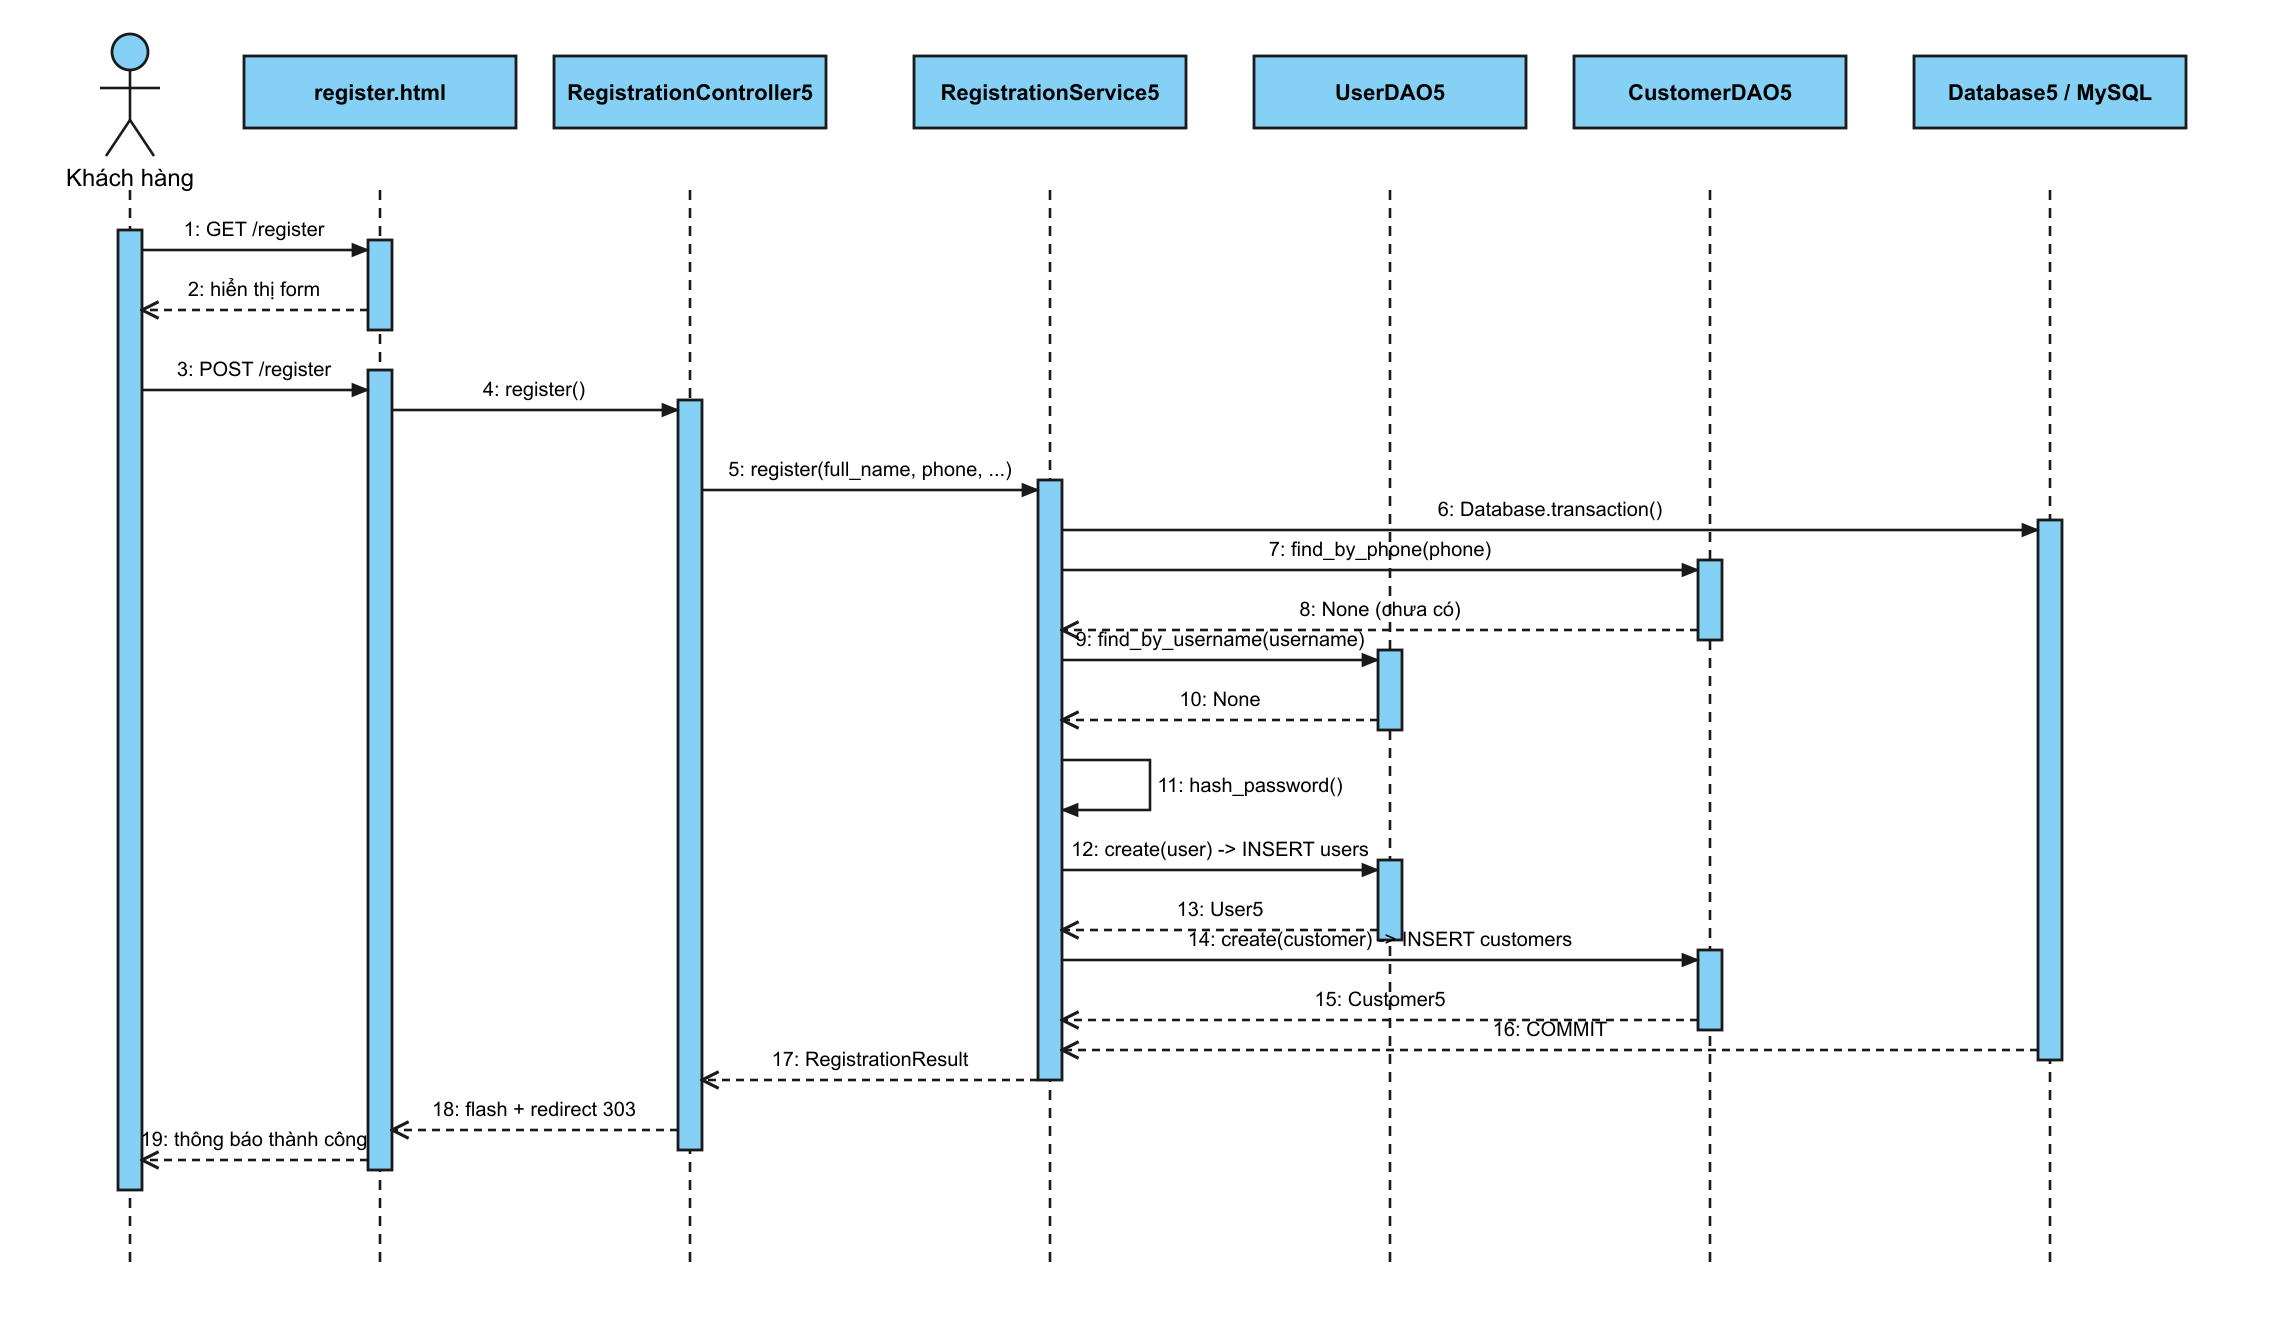 register.html
RegistrationController5
RegistrationService5
UserDAO5
CustomerDAO5
Database5 / MySQL
Khách hàng
1: GET /register
2: hiển thị form
3: POST /register
4: register()
5: register(full_name, phone, ...)
6: Database.transaction()
7: find_by_phone(phone)
8: None (chưa có)
9: find_by_username(username)
10: None
11: hash_password()
12: create(user) -> INSERT users
13: User5
14: create(customer) -> INSERT customers
15: Customer5
16: COMMIT
17: RegistrationResult
18: flash + redirect 303
19: thông báo thành công